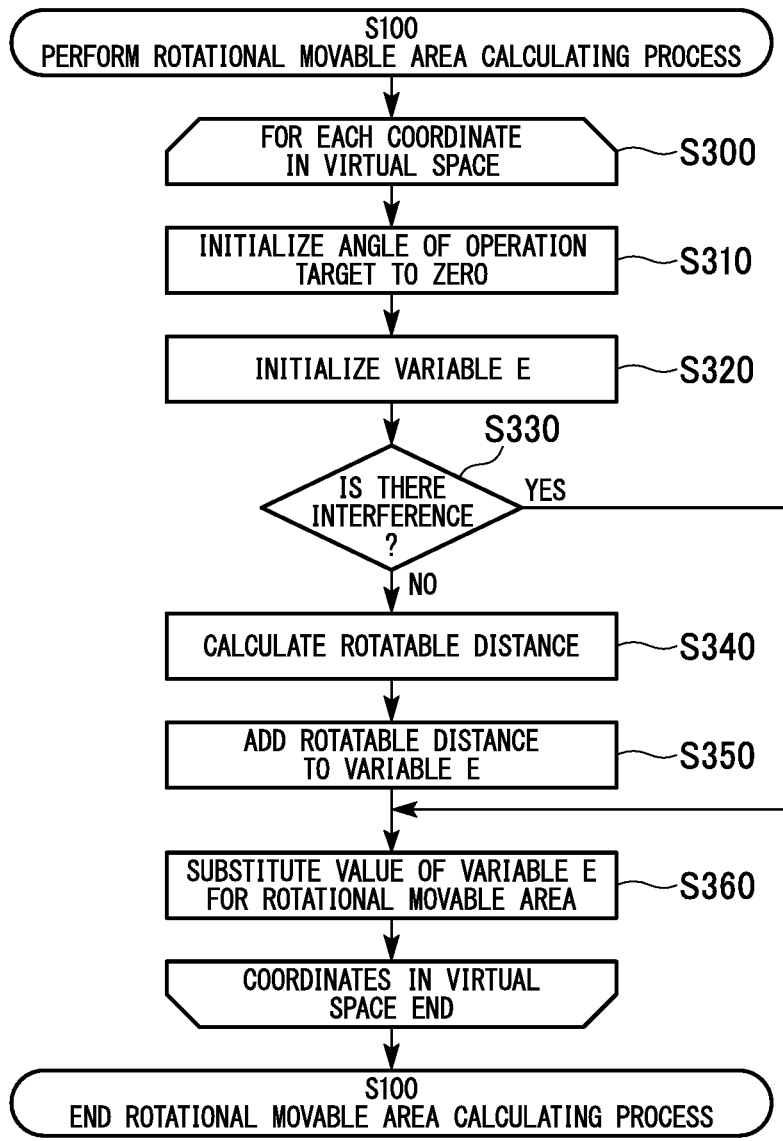 S100
PERFORM ROTATIONAL MOVABLE AREA CALCULATING PROCESS
FOR EACH COORDINATE
IN VIRTUAL SPACE
S300
INITIALIZE ANGLE OF OPERATION
TARGET TO ZERO
S310
INITIALIZE VARIABLE E
S320
S330
IS THERE
INTERFERENCE
?
YES
NO
CALCULATE ROTATABLE DISTANCE
S340
ADD ROTATABLE DISTANCE
TO VARIABLE E
S350
SUBSTITUTE VALUE OF VARIABLE E
FOR ROTATIONAL MOVABLE AREA
S360
COORDINATES IN VIRTUAL
SPACE END
S100
END ROTATIONAL MOVABLE AREA CALCULATING PROCESS